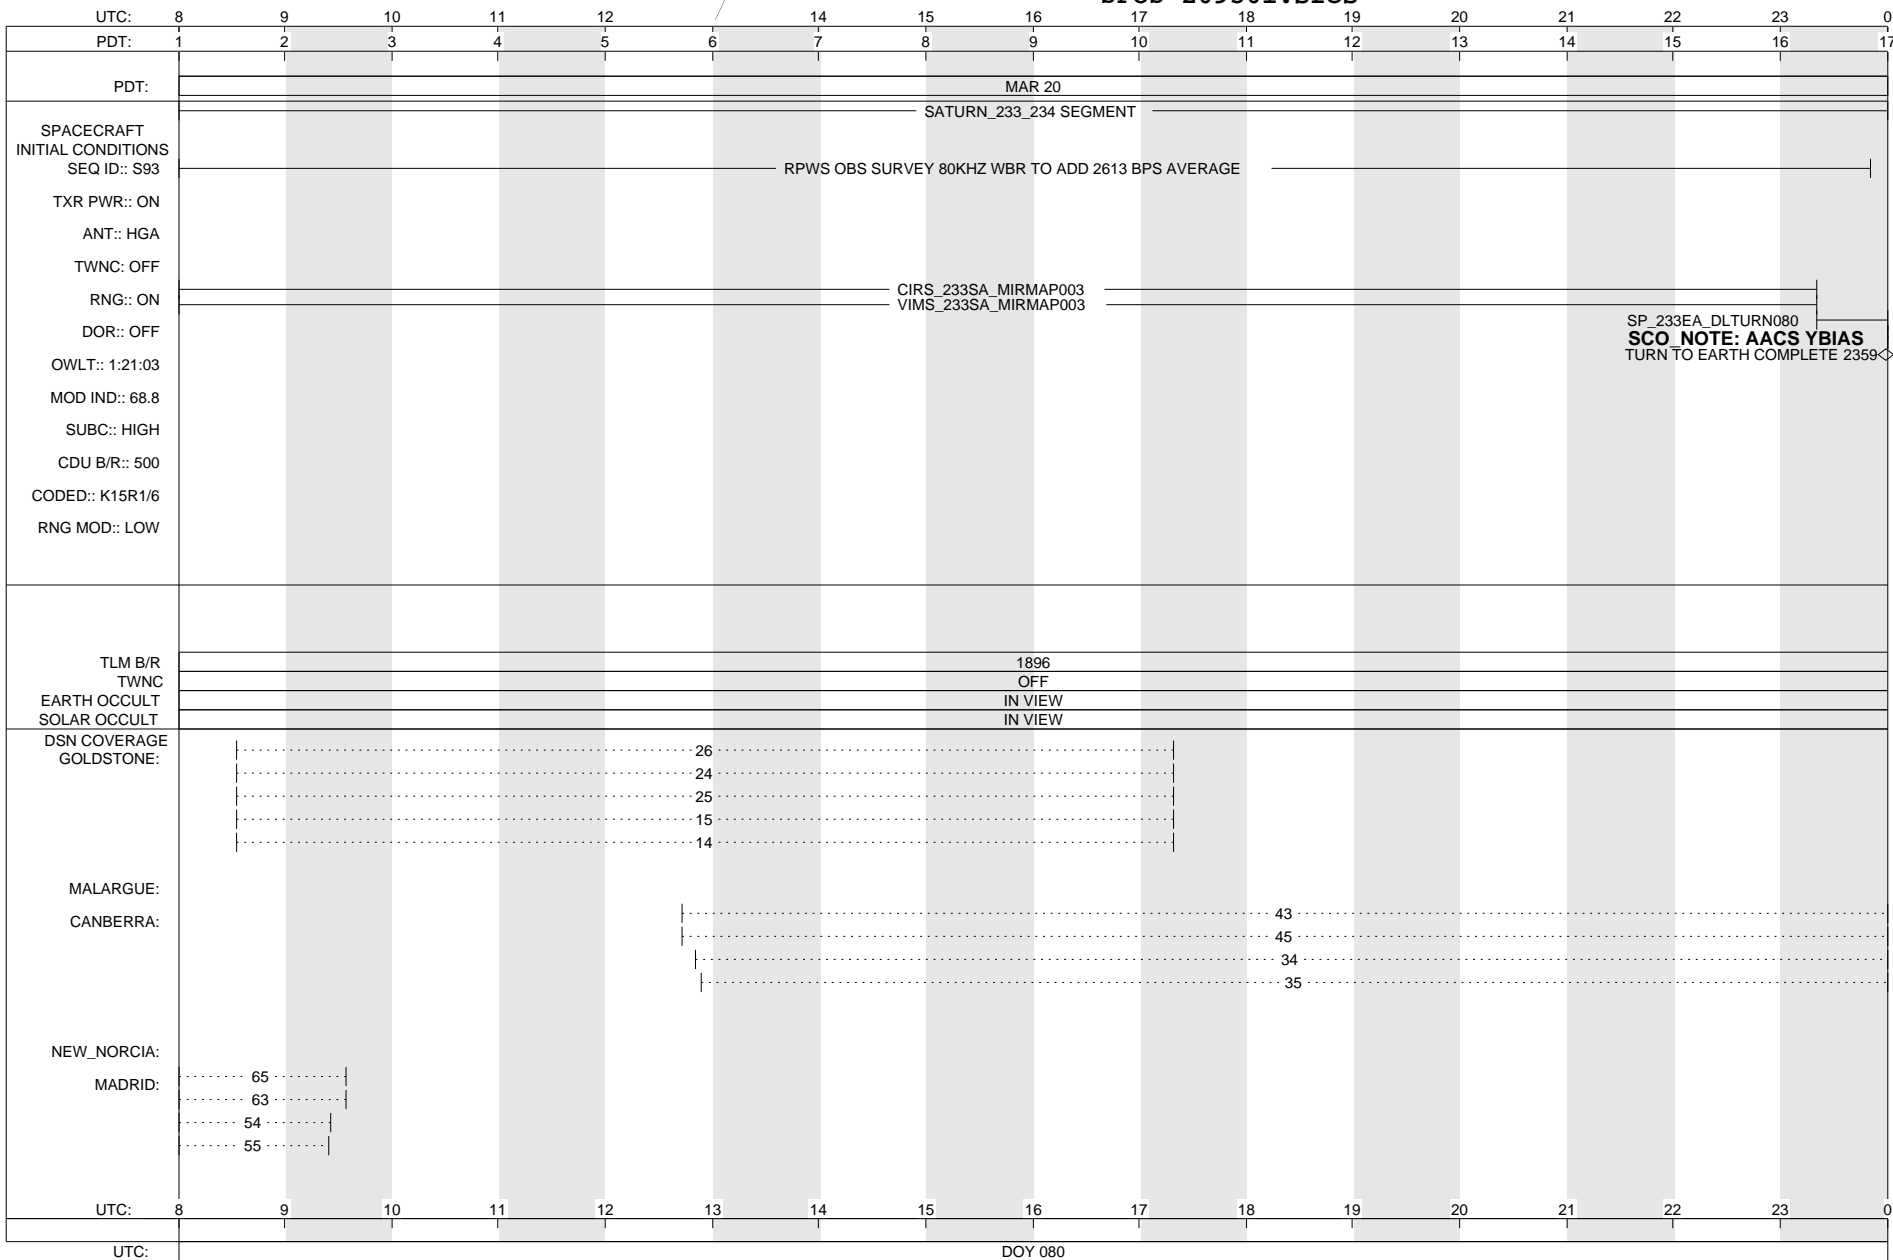 UTC: 8 9 10 11 12 14 15 16 17 18 19 20 21 22 23 0
PDT: 1 2 3 4 5 6 7 8 9 10 11 12 13 14 15 16 17
PDT: MAR 20
SATURN_233_234 SEGMENT
SPACECRAFT
INITIAL CONDITIONS
SEQ ID:: S93 RPWS OBS SURVEY 80KHZ WBR TO ADD 2613 BPS AVERAGE
TXR PWR:: ON
ANT:: HGA
TWNC: OFF
CIRS_233SA_MIRMAP003
RNG:: ON
VIMS_233SA_MIRMAP003
SP_233EA_DLTURN080
DOR:: OFF
SCO_NOTE: AACS YBIAS
TURN TO EARTH COMPLETE 2359
OWLT:: 1:21:03
MOD IND:: 68.8
SUBC:: HIGH
CDU B/R:: 500
CODED:: K15R1/6
RNG MOD:: LOW
TLM B/R 1896
TWNC OFF
EARTH OCCULT IN VIEW
SOLAR OCCULT IN VIEW
DSN COVERAGE
GOLDSTONE: 26
24
25
15
14
MALARGUE:
CANBERRA: 43
45
34
35
NEW_NORCIA:
MADRID: 65
63
54
55
UTC: 8 9 10 11 12 13 14 15 16 17 18 19 20 21 22 23 0
UTC: DOY 080